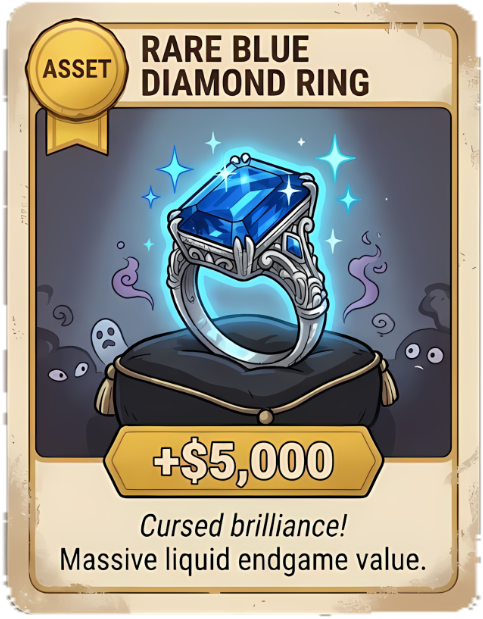 ASSET
RARE BLUE
DIAMOND RING
+$5,000
Cursed brilliance!
Massive liquid endgame value.